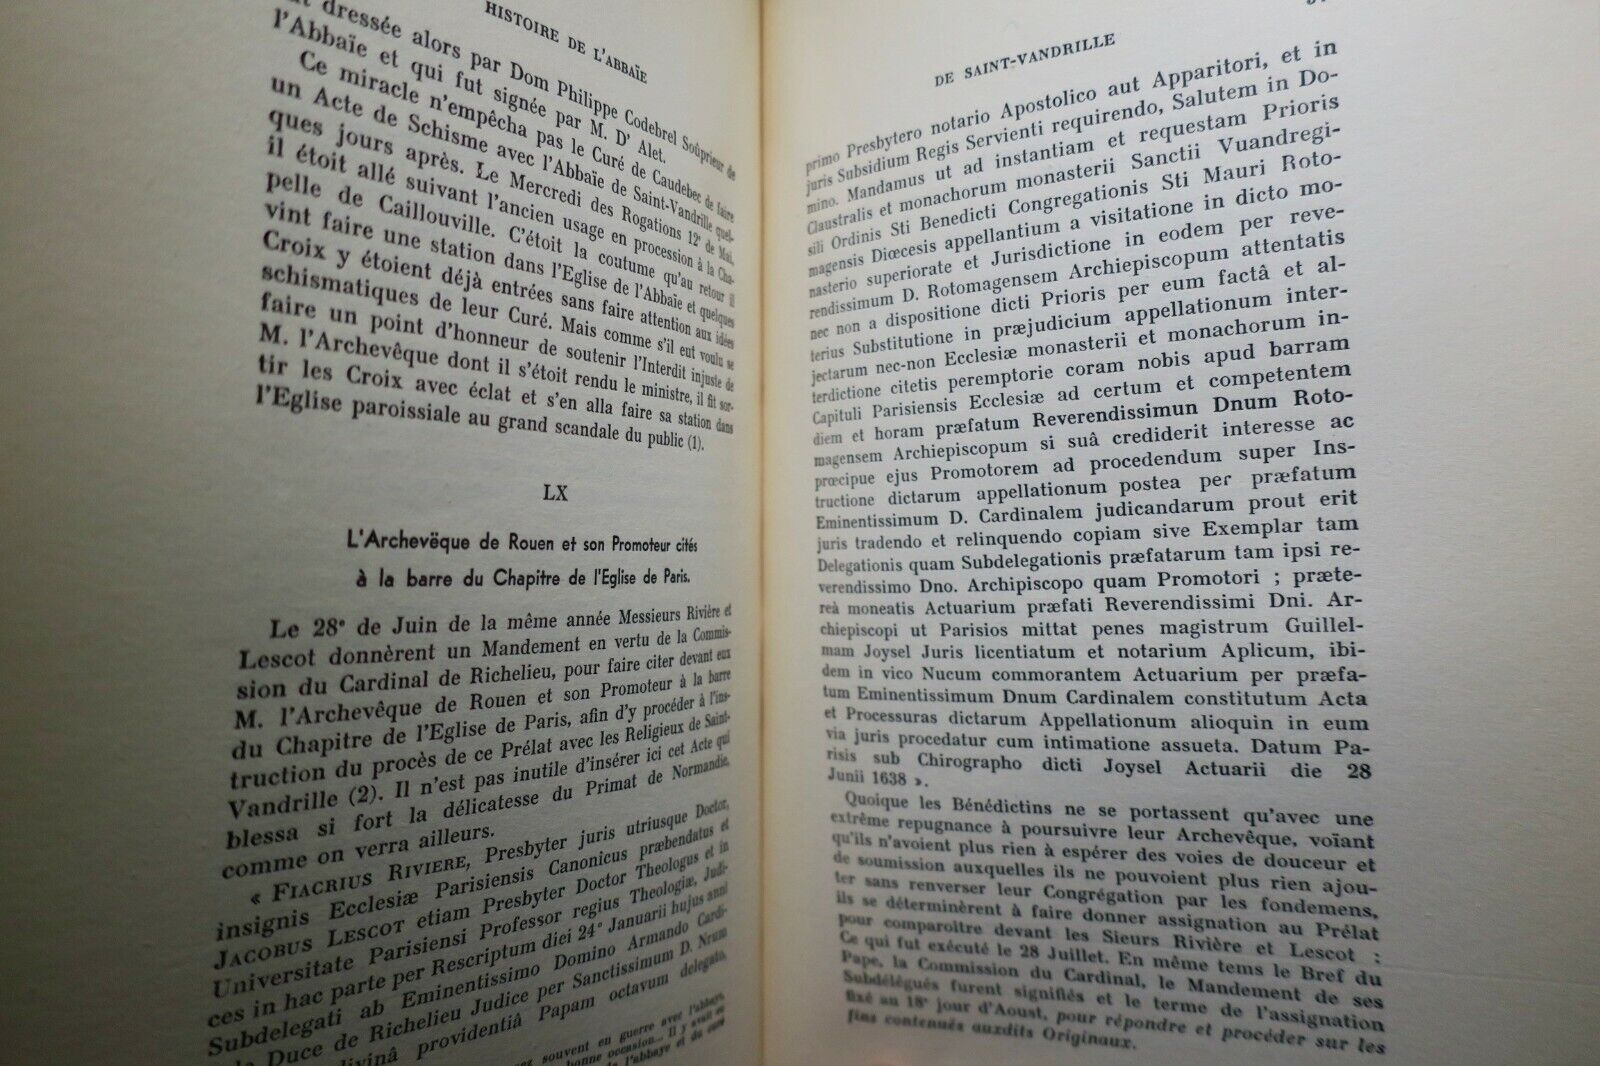 HISTOIRE DE L'ABBAÏE
dressée alors par Dom Philippe Codebrel Soûprieur de
l'Abbaïe et qui fut signée par M. D' Alet.
Ce miracle n'empêcha pas le Curé de Caudebec de faire
un Acte de Schisme avec l'Abbaïe de Saint-Vandrille quel-
ques jours après. Le Mercredi des Rogations 12e de Mai,
il étoit allé suivant l'ancien usage en procession à la Cha-
pelle de Caillouville. C'étoit la coutume qu'au retour il
vint faire une station dans l'Eglise de l'Abbaïe et quelques
Croix y étoient déjà entrées sans faire attention aux idées
schismatiques de leur Curé. Mais comme s'il eut voulu se
faire un point d'honneur de soutenir l'Interdit injuste de
M. l'Archevêque dont il s'étoit rendu le ministre, il fit sor-
tir les Croix avec éclat et s'en alla faire sa station dans
l'Eglise paroissiale au grand scandale du public (1).
LX
L'Archevëque de Rouen et son Promoteur cités
à la barre du Chapitre de l'Eglise de Paris.
Le 28e de Juin de la même année Messieurs Rivière et
Lescot donnèrent un Mandement en vertu de la Commis-
sion du Cardinal de Richelieu, pour faire citer devant eux
M. l'Archevêque de Rouen et son Promoteur à la barre
du Chapitre de l'Eglise de Paris, afin d'y procéder à l'ins-
truction du procès de ce Prélat avec les Religieux de Saint-
Vandrille (2). Il n'est pas inutile d'insérer ici cet Acte qui
blessa si fort la délicatesse du Primat de Normandie,
comme on verra ailleurs.
« FIACRIUS RIVIERE, Presbyter juris utriusque Doctor,
insignis Ecclesiæ Parisiensis Canonicus præbendatus et
JACOBUS LESCOT etiam Presbyter Doctor Theologus et in
Universitate Parisiensi Professor regius Theologiæ, Judi-
ces in hac parte per Rescriptum diei 24a Januarii hujus anni
Subdelegati ab Eminentissimo Domino Armando Cardi-
Duce de Richelieu Judice per Sanctissimum D. Nrum
divinâ providentiâ Papam octavum delegato,
souvent en guerre avec l'abbaye,
bonne occasion... Il y avait eu
l'abbaye et du curé
DE SAINT-VANDRILLE
primo Presbytero notario Apostolico aut Apparitori, et in
juris Subsidium Regis Servienti requirendo, Salutem in Do-
mino. Mandamus ut ad instantiam et requestam Prioris
Claustralis et monachorum monasterii Sanctii Vuandregi-
sili Ordinis Sti Benedicti Congregationis Sti Mauri Roto-
magensis Diœcesis appellantium a visitatione in dicto mo-
nasterio superiorate et Jurisdictione in eodem per reve-
rendissimum D. Rotomagensem Archiepiscopum attentatis
nec non a dispositione dicti Prioris per eum factâ et al-
terius Substitutione in præjudicium appellationum inter-
jectarum nec-non Ecclesiæ monasterii et monachorum in-
terdictione citetis peremptorie coram nobis apud barram
Capituli Parisiensis Ecclesiæ ad certum et competentem
diem et horam præfatum Reverendissimun Dnum Roto-
magensem Archiepiscopum si suâ crediderit interesse ac
præcipue ejus Promotorem ad procedendum super Ins-
tructione dictarum appellationum postea per præfatum
Eminentissimum D. Cardinalem judicandarum prout erit
juris tradendo et relinquendo copiam sive Exemplar tam
Delegationis quam Subdelegationis præfatarum tam ipsi re-
verendissimo Dno. Archipiscopo quam Promotori ; præte-
reà moneatis Actuarium præfati Reverendissimi Dni. Ar-
chiepiscopi ut Parisios mittat penes magistrum Guillel-
mam Joysel Juris licentiatum et notarium Aplicum, ibi-
dem in vico Nucum commorantem Actuarium per præfa-
tum Eminentissimum Dnum Cardinalem constitutum Acta
et Processuras dictarum Appellationum alioquin in eum
via juris procedatur cum intimatione assueta. Datum Pa-
risis sub Chirographo dicti Joysel Actuarii die 28
Junii 1638 ».
Quoique les Bénédictins ne se portassent qu'avec une
extrême repugnance à poursuivre leur Archevêque, voïant
qu'ils n'avoient plus rien à espérer des voies de douceur et
de soumission auxquelles ils ne pouvoient plus rien ajou-
ter sans renverser leur Congrégation par les fondemens,
ils se déterminèrent à faire donner assignation au Prélat
pour comparoître devant les Sieurs Rivière et Lescot ;
Ce qui fut exécuté le 28 Juillet. En même tems le Bref du
Pape, la Commission du Cardinal, le Mandement de ses
Subdélégués furent signifiés et le terme de l'assignation
fixé au 18e jour d'Aoust, pour répondre et procéder sur les
fins contenués auxdits Originaux.